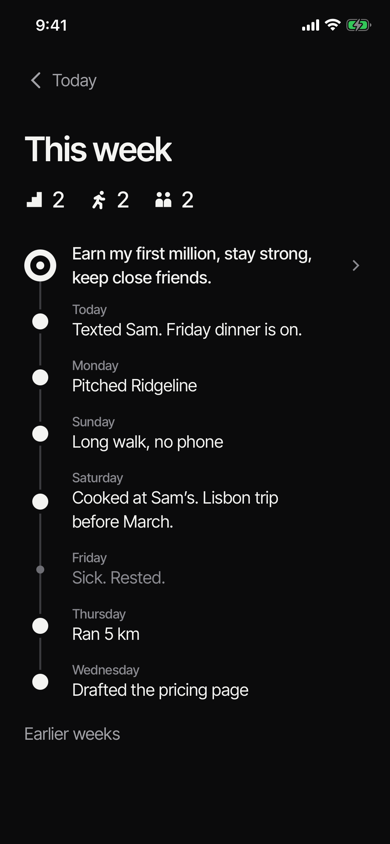 9:41
Today
This week
2 2 2
Earn my first million, stay strong,
keep close friends.
Today
Texted Sam. Friday dinner is on.
Monday
Pitched Ridgeline
Sunday
Long walk, no phone
Saturday
Cooked at Sam’s. Lisbon trip
before March.
Friday
Sick. Rested.
Thursday
Ran 5 km
Wednesday
Drafted the pricing page
Earlier weeks